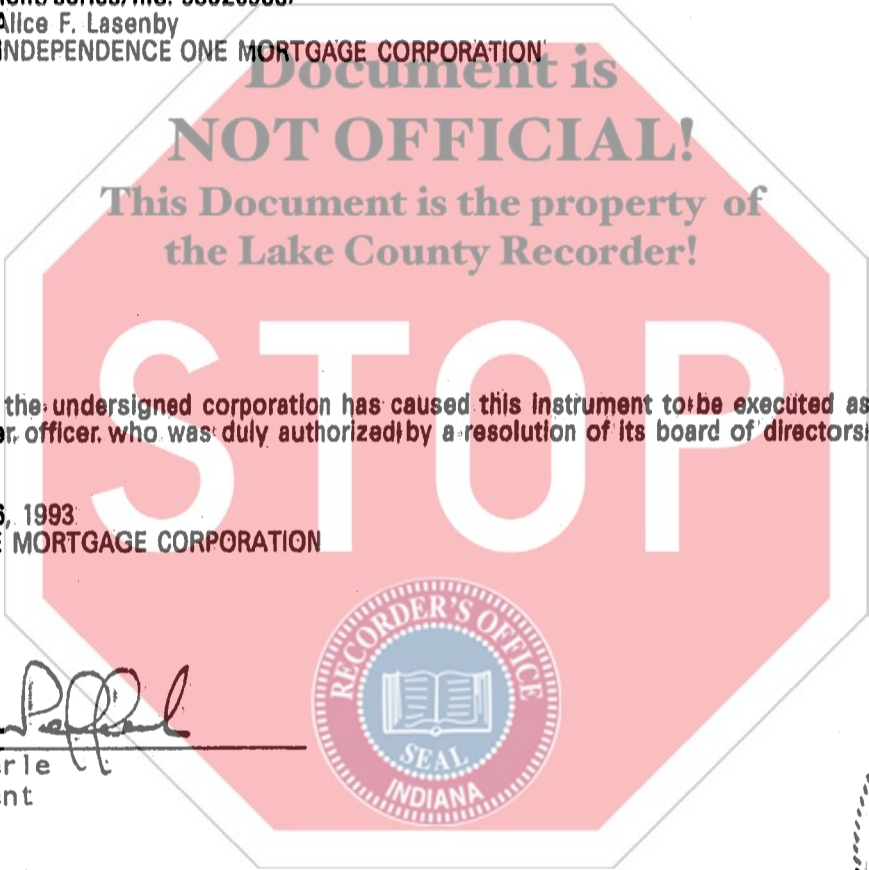 Alice F. Lasenby
INDEPENDENCE ONE MORTGAGE CORPORATION
Document is
NOT OFFICIAL!
This Document is the property of
the Lake County Recorder!
STOP
the undersigned corporation has caused this instrument to be executed as
officer, who was duly authorized by a resolution of its board of directors
, 1993
MORTGAGE CORPORATION
RECORDER'S OFFICE
SEAL
INDIANA
rle
nt